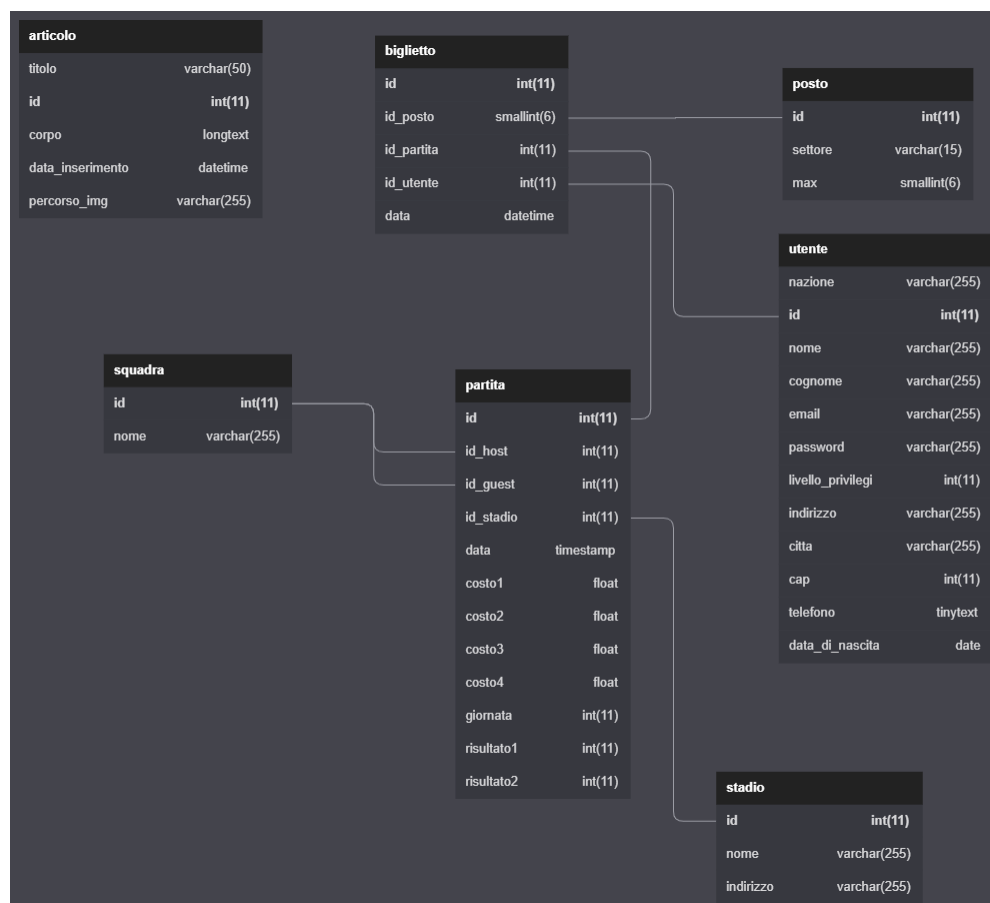 articolo
titolo varchar(50)
id int(11)
corpo longtext
data_inserimento datetime
percorso_img varchar(255)
biglietto
id int(11)
id_posto smallint(6)
id_partita int(11)
id_utente int(11)
data datetime
posto
id int(11)
settore varchar(15)
max smallint(6)
utente
nazione varchar(255)
id int(11)
nome varchar(255)
cognome varchar(255)
email varchar(255)
password varchar(255)
livello_privilegi int(11)
indirizzo varchar(255)
citta varchar(255)
cap int(11)
telefono tinytext
data_di_nascita date
squadra
id int(11)
nome varchar(255)
partita
id int(11)
id_host int(11)
id_guest int(11)
id_stadio int(11)
data timestamp
costo1 float
costo2 float
costo3 float
costo4 float
giornata int(11)
risultato1 int(11)
risultato2 int(11)
stadio
id int(11)
nome varchar(255)
indirizzo varchar(255)